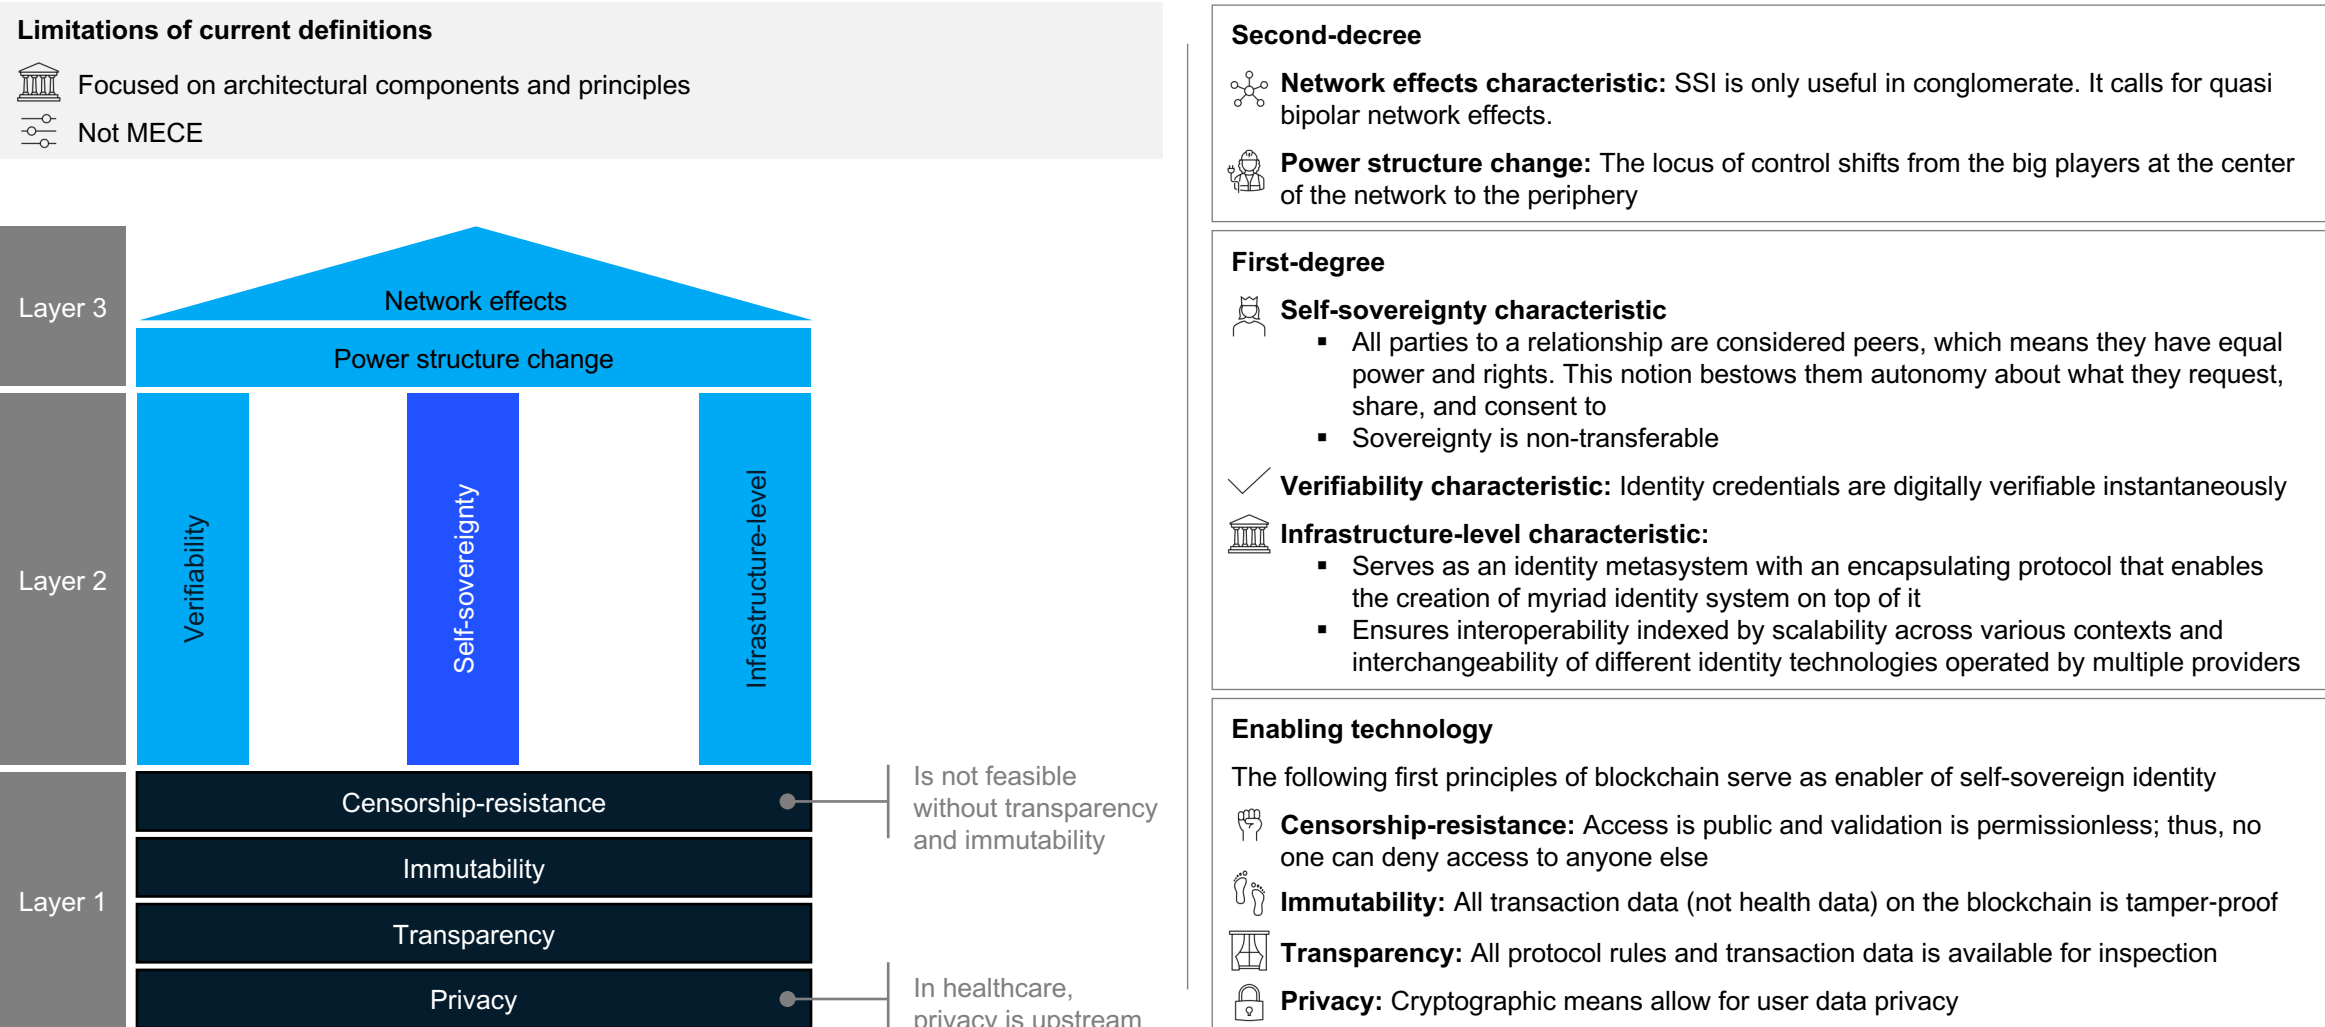 Limitations of current definitions
Focused on architectural components and principles
Not MECE
Layer 3
Network effects
Power structure change
Layer 2
Verifiability
Self-sovereignty
Infrastructure-level
Layer 1
Censorship-resistance
Immutability
Transparency
Privacy
Is not feasible
without transparency
and immutability
In healthcare,
privacy is upstream
Second-decree
Network effects characteristic: SSI is only useful in conglomerate. It calls for quasi
bipolar network effects.
Power structure change: The locus of control shifts from the big players at the center
of the network to the periphery
First-degree
Self-sovereignty characteristic
▪ All parties to a relationship are considered peers, which means they have equal
power and rights. This notion bestows them autonomy about what they request,
share, and consent to
▪ Sovereignty is non-transferable
Verifiability characteristic: Identity credentials are digitally verifiable instantaneously
Infrastructure-level characteristic:
▪ Serves as an identity metasystem with an encapsulating protocol that enables
the creation of myriad identity system on top of it
▪ Ensures interoperability indexed by scalability across various contexts and
interchangeability of different identity technologies operated by multiple providers
Enabling technology
The following first principles of blockchain serve as enabler of self-sovereign identity
Censorship-resistance: Access is public and validation is permissionless; thus, no
one can deny access to anyone else
Immutability: All transaction data (not health data) on the blockchain is tamper-proof
Transparency: All protocol rules and transaction data is available for inspection
Privacy: Cryptographic means allow for user data privacy